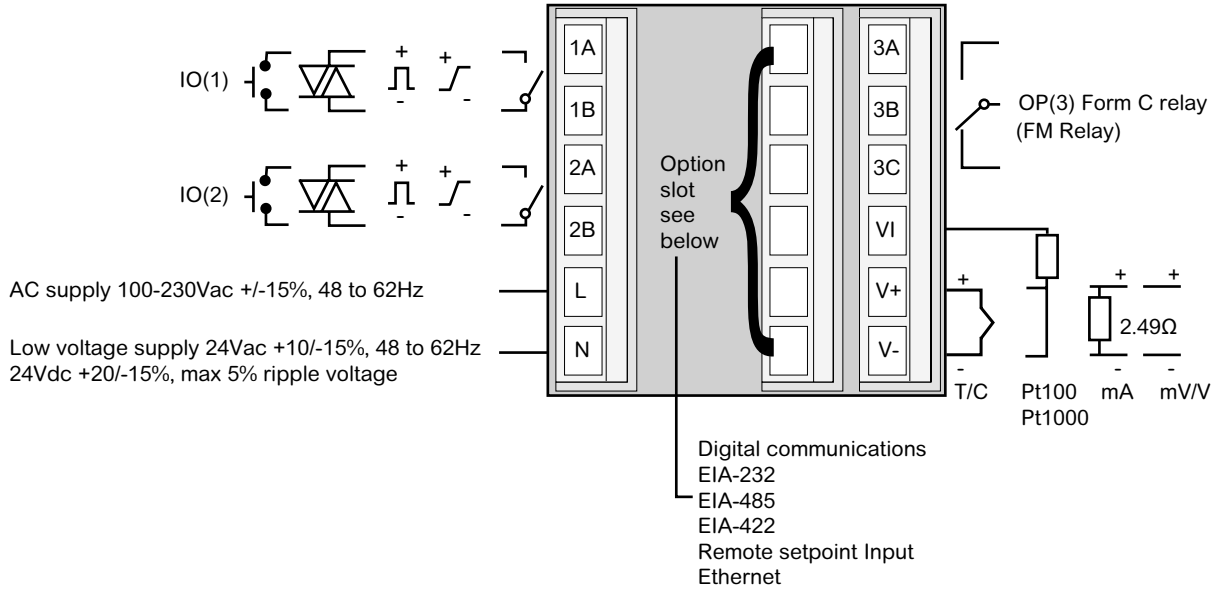 IO(1)
+
-
+
-
IO(2)
+
-
+
-
AC supply 100-230Vac +/-15%, 48 to 62Hz
Low voltage supply 24Vac +10/-15%, 48 to 62Hz
24Vdc +20/-15%, max 5% ripple voltage
1A
1B
2A
2B
L
N
Option
slot
see
below
3A
3B
3C
VI
V+
V-
OP(3) Form C relay
(FM Relay)
+
-
T/C
Pt100
Pt1000
+
2.49Ω
-
mA
+
-
mV/V
Digital communications
EIA-232
EIA-485
EIA-422
Remote setpoint Input
Ethernet